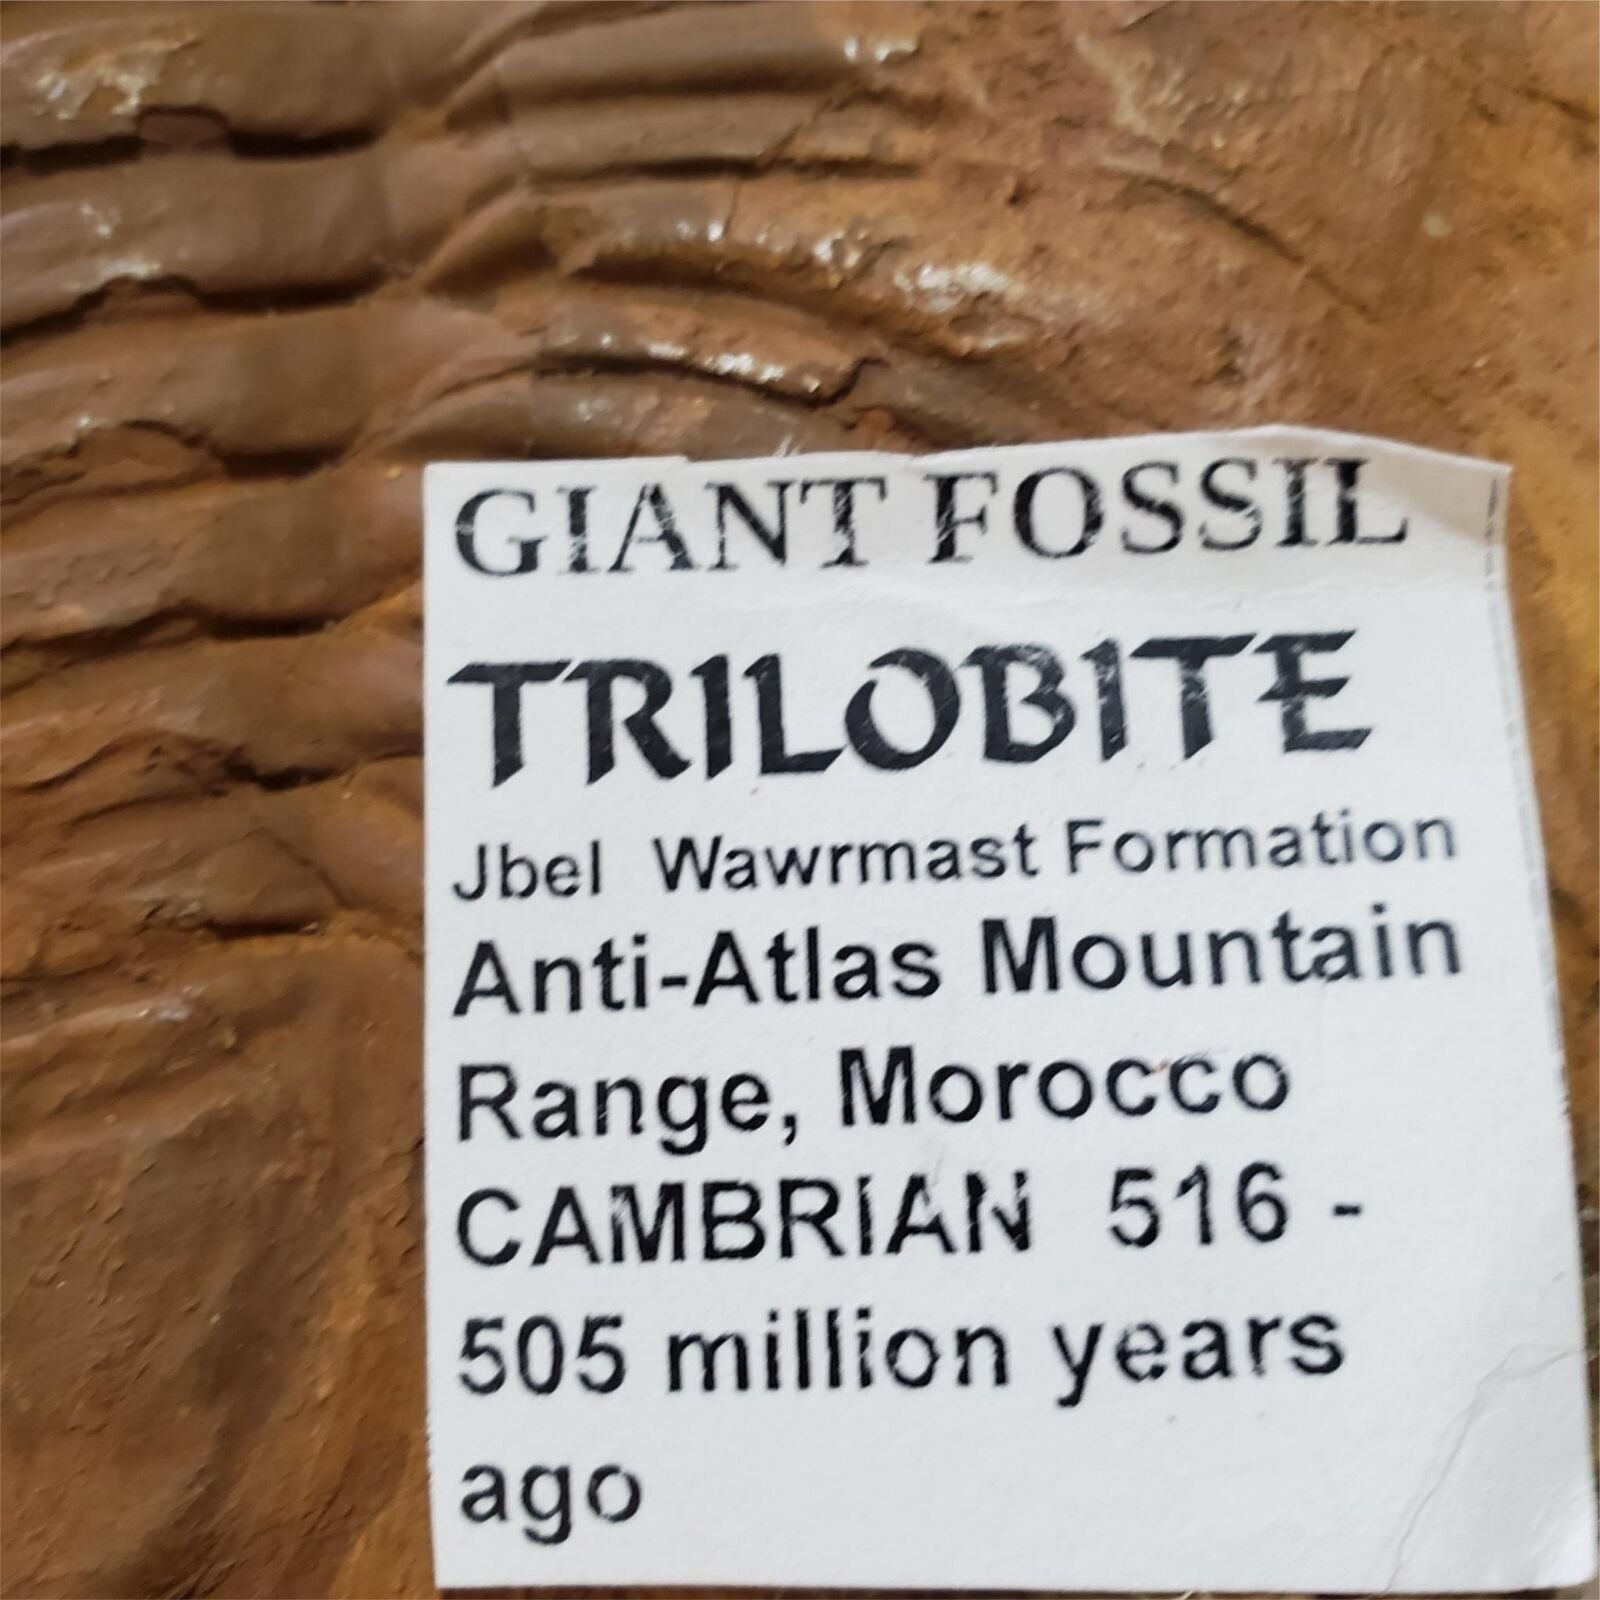 GIANT FOSSIL
TRILOBITE
Jbel Wawrmast Formation
Anti-Atlas Mountain
Range, Morocco
CAMBRIAN 516 -
505 million years
ago